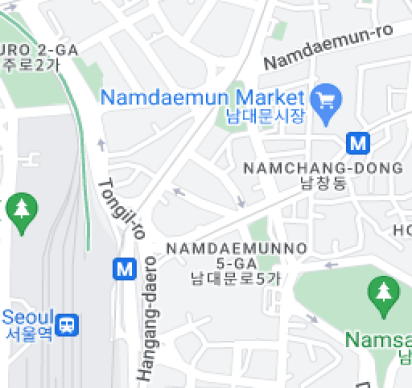 URO 2-GA
주로2가
Namdaemun-ro
Namdaemun Market
남대문시장
M
NAMCHANG-DONG
남창동
Tongil-ro
HO
NAMDAEMUNNO
5-GA
남대문로5가
M
Hangang-daero
Seoul
서울역
Namsa
남